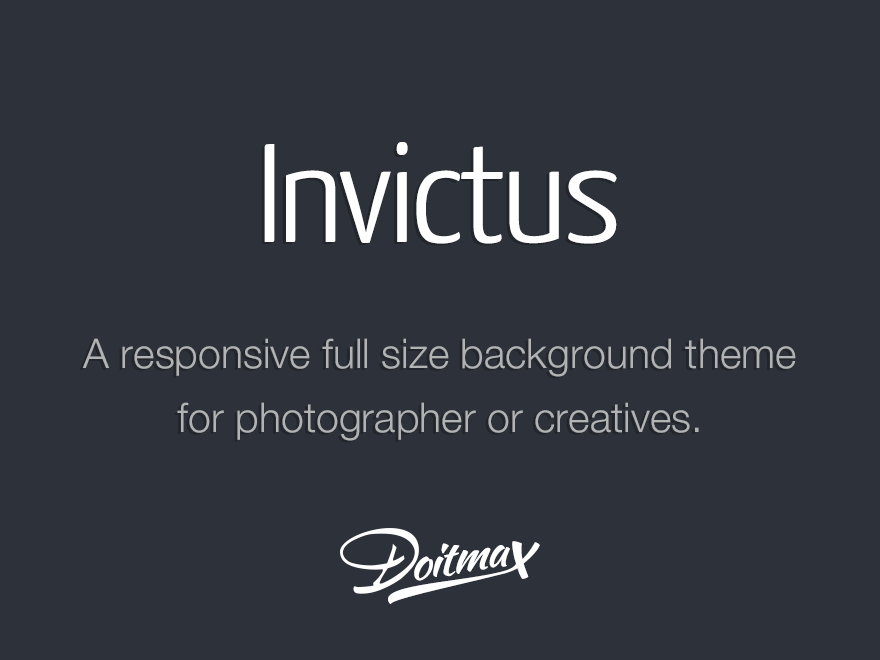 Invictus
A responsive full size background theme
for photographer or creatives.
Doitmax